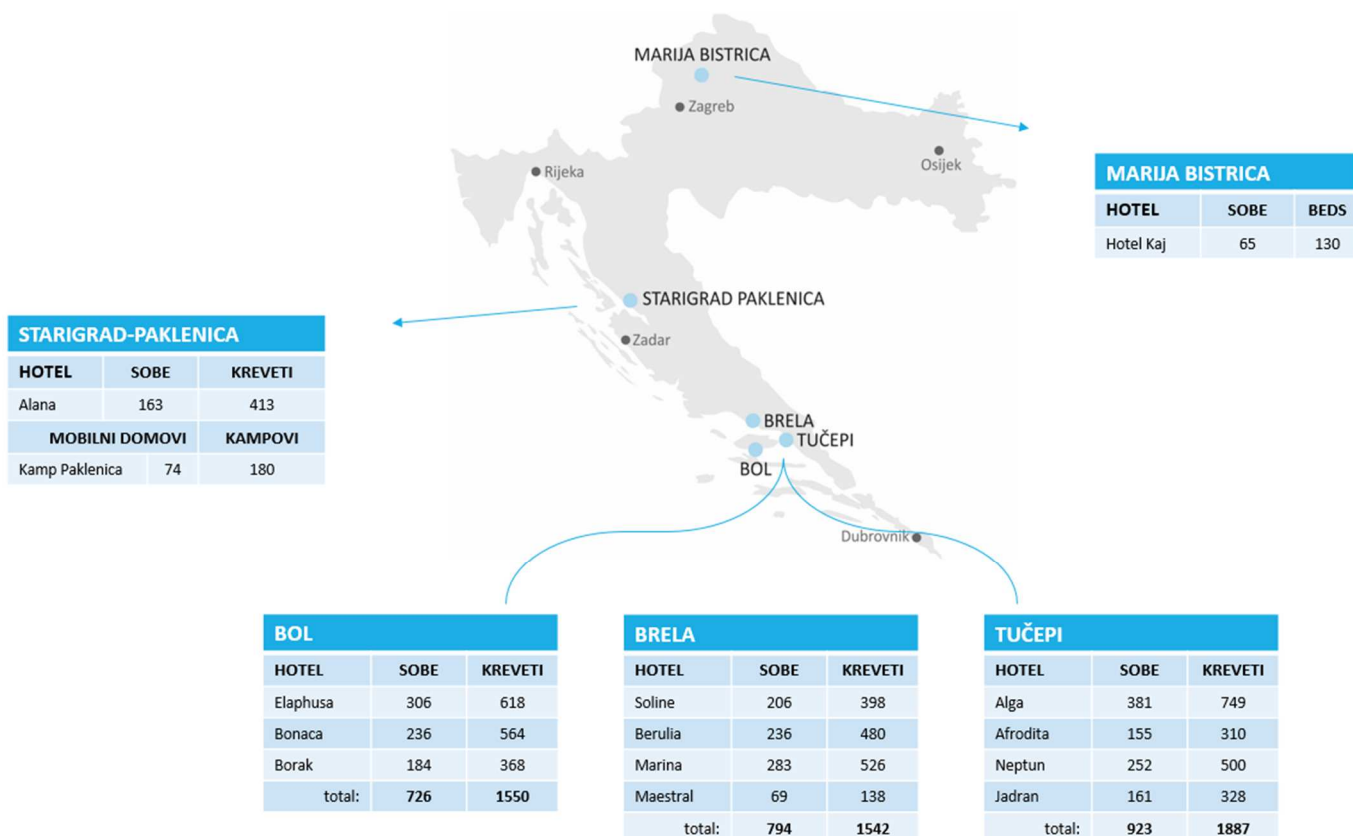 MARIJA BISTRICA
Zagreb
Osijek
Rijeka
MARIJA BISTRICA
HOTEL SOBE BEDS
Hotel Kaj 65 130
STARIGRAD PAKLENICA
Zadar
STARIGRAD-PAKLENICA
HOTEL SOBE KREVETI
Alana 163 413
MOBILNI DOMOVI KAMPOVI
Kamp Paklenica 74 180
BRELA
TUČEPI
BOL
Dubrovnik
BOL
HOTEL SOBE KREVETI
Elaphusa 306 618
Bonaca 236 564
Borak 184 368
total: 726 1550
BRELA
HOTEL SOBE KREVETI
Soline 206 398
Berulia 236 480
Marina 283 526
Maestral 69 138
total: 794 1542
TUČEPI
HOTEL SOBE KREVETI
Alga 381 749
Afrodita 155 310
Neptun 252 500
Jadran 161 328
total: 923 1887